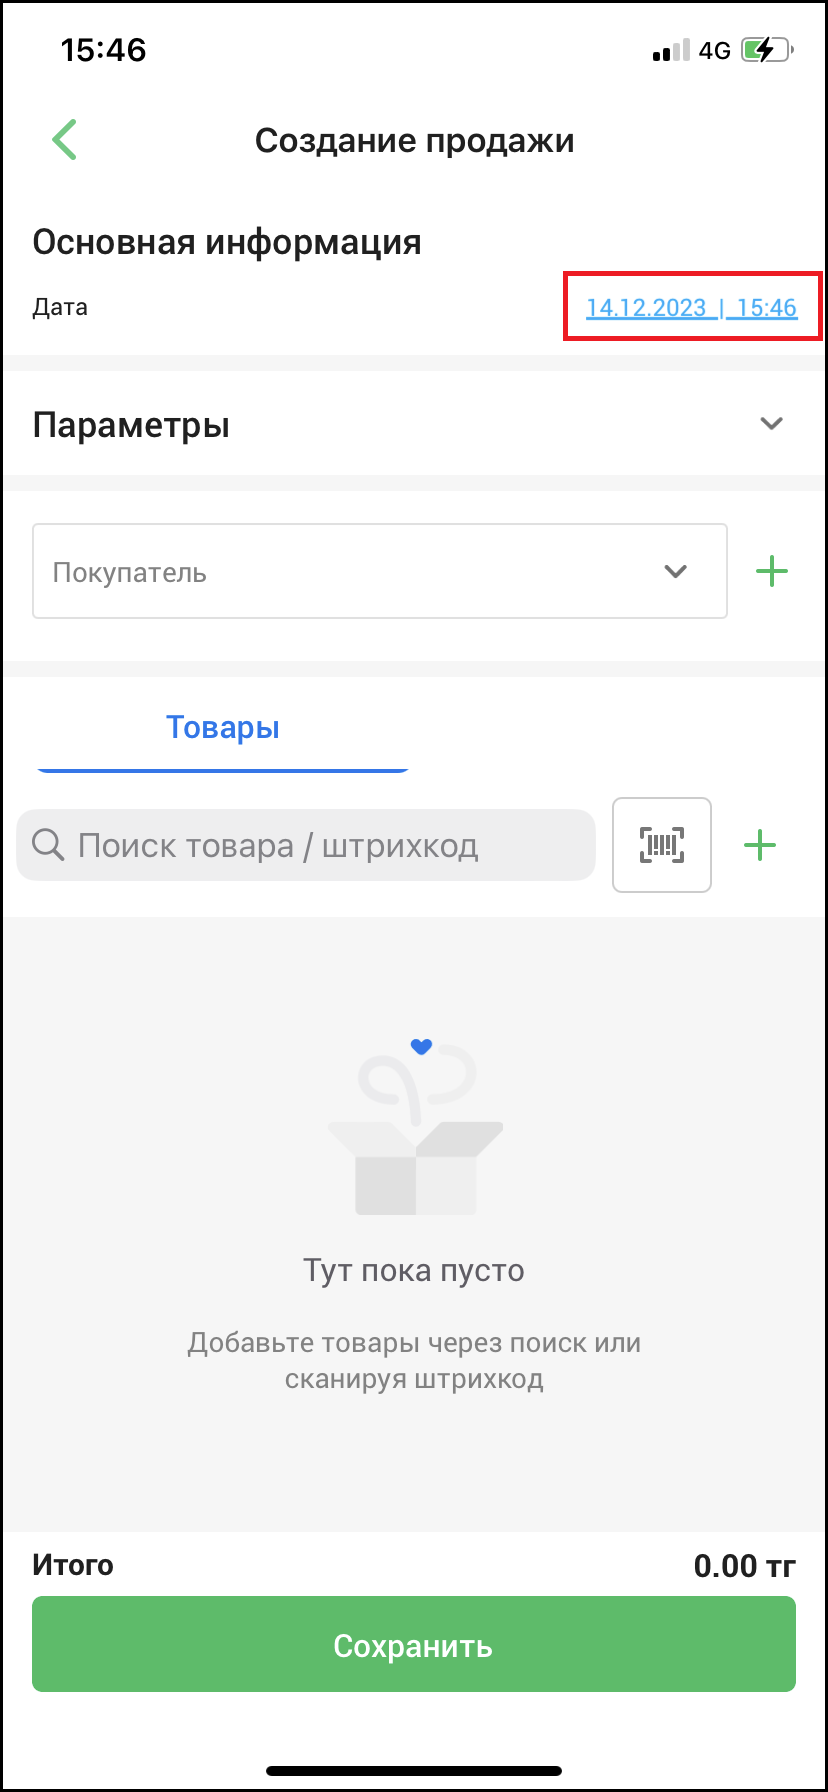 15:46
4G
Создание продажи
Основная информация
Дата
14.12.2023 | 15:46
Параметры
Покупатель
Товары
Поиск товара / штрихкод
Тут пока пусто
Добавьте товары через поиск или
сканируя штрихкод
Итого
0.00 тг
Сохранить